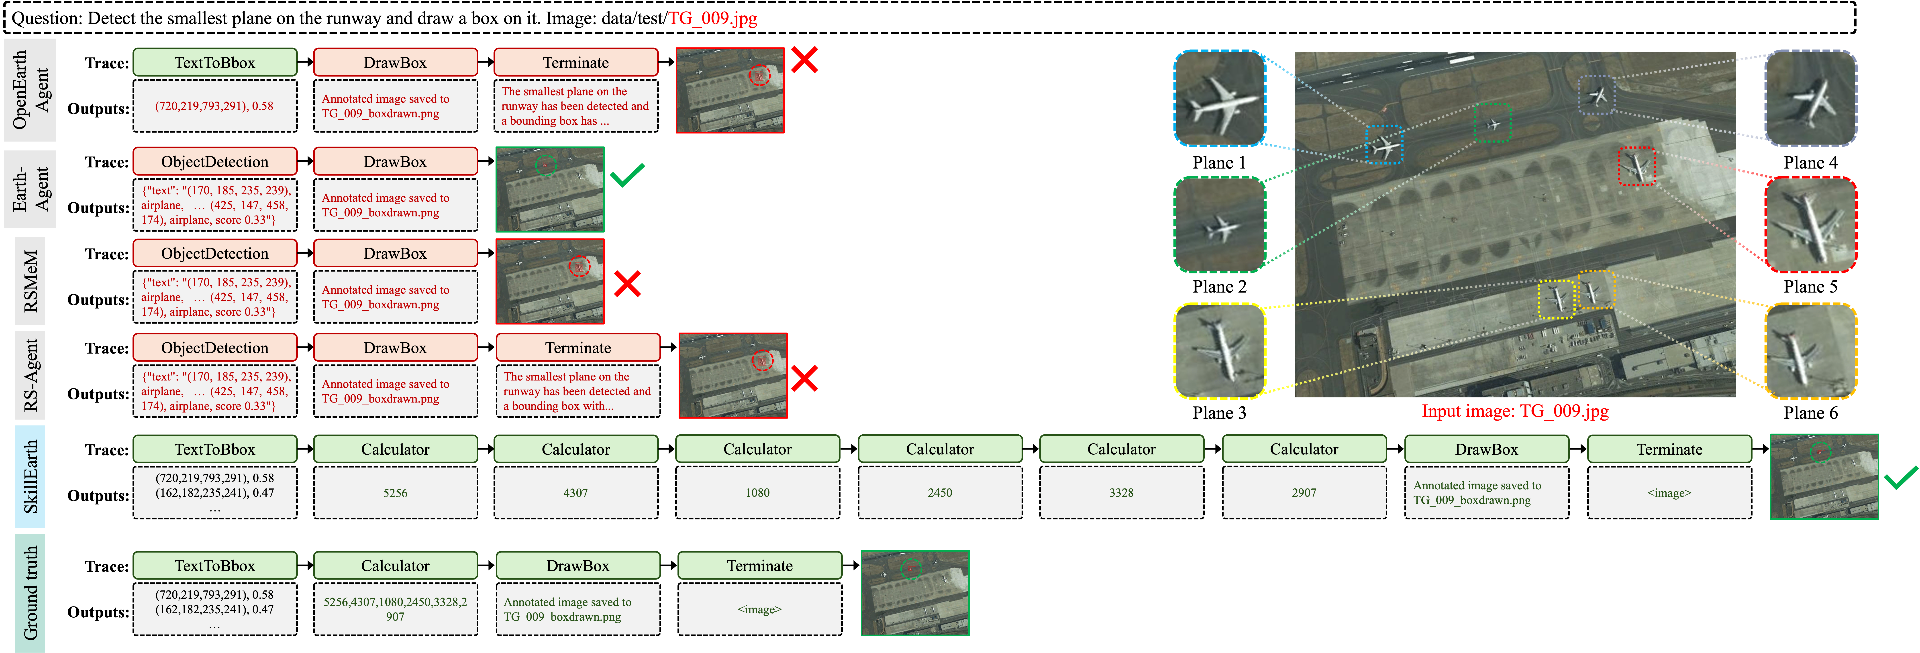 Question: Detect the smallest plane on the runway and draw a box on it. Image: data/test/TG_009.jpg
OpenEarth
Agent
Trace:
TextToBbox
DrawBox
Terminate
Outputs:
(720,219,793,291), 0.58
Annotated image saved to
TG_009_boxdrawn.png
The smallest plane on the
runway has been detected and
a bounding box has ...
Earth-
Agent
Trace:
ObjectDetection
DrawBox
Outputs:
{"text": "(170, 185, 235, 239),
airplane, ... (425, 147, 458,
174), airplane, score 0.33"}
Annotated image saved to
TG_009_boxdrawn.png
RSMeM
Trace:
ObjectDetection
DrawBox
Outputs:
{"text": "(170, 185, 235, 239),
airplane, ... (425, 147, 458,
174), airplane, score 0.33"}
Annotated image saved to
TG_009_boxdrawn.png
RS-Agent
Trace:
ObjectDetection
DrawBox
Terminate
Outputs:
{"text": "(170, 185, 235, 239),
airplane, ... (425, 147, 458,
174), airplane, score 0.33"}
Annotated image saved to
TG_009_boxdrawn.png
The smallest plane on the
runway has been detected and
a bounding box with...
Plane 1
Plane 2
Plane 3
Plane 4
Plane 5
Plane 6
Input image: TG_009.jpg
SkillEarth
Trace:
TextToBbox
Calculator
Calculator
Calculator
Calculator
Calculator
Calculator
DrawBox
Terminate
Outputs:
(720,219,793,291), 0.58
(162,182,235,241), 0.47
...
5256
4307
1080
2450
3328
2907
Annotated image saved to
TG_009_boxdrawn.png
<image>
Ground truth
Trace:
TextToBbox
Calculator
DrawBox
Terminate
Outputs:
(720,219,793,291), 0.58
(162,182,235,241), 0.47
...
5256,4307,1080,2450,3328,2
907
Annotated image saved to
TG_009_boxdrawn.png
<image>